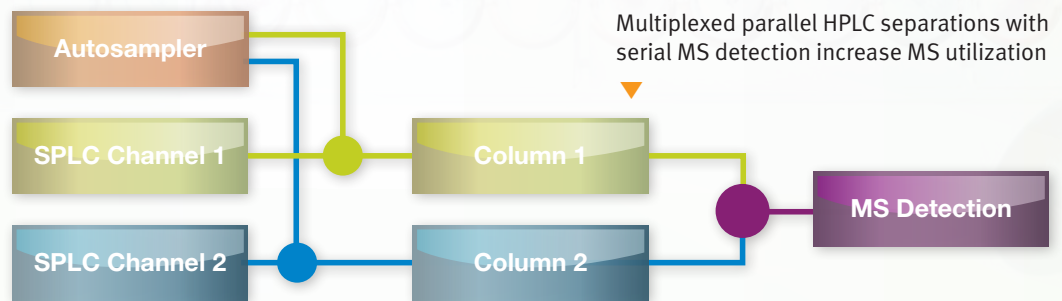 Multiplexed parallel HPLC separations with
serial MS detection increase MS utilization
Autosampler
SPLC Channel 1
Column 1
MS Detection
SPLC Channel 2
Column 2